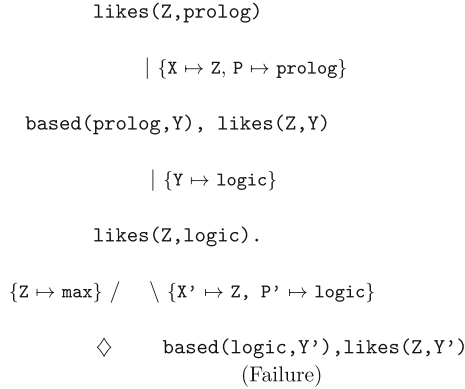 likes(Z,prolog)
| {X ↦ Z, P ↦ prolog}
based(prolog,Y), likes(Z,Y)
| {Y ↦ logic}
likes(Z,logic).
{Z ↦ max} / \ {X' ↦ Z, P' ↦ logic}
♢ based(logic,Y'),likes(Z,Y')
(Failure)